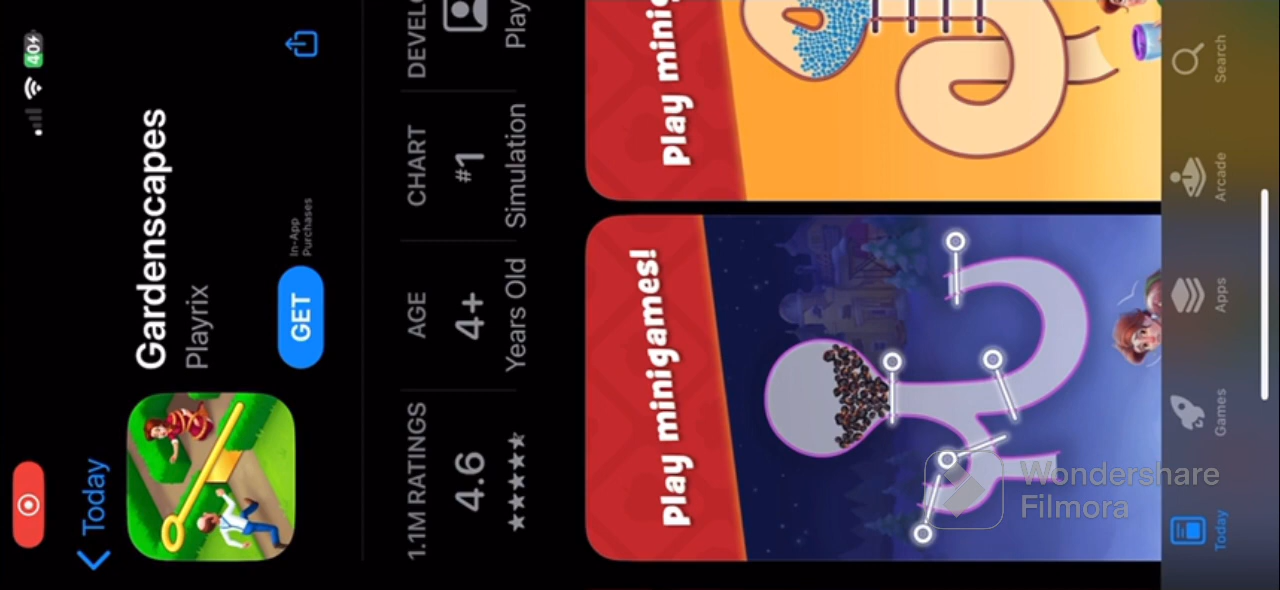 40
Today
Gardenscapes
Playrix
GET
In-App
Purchases
1.1M RATINGS
4.6
★★★★★
AGE
4+
Years Old
CHART
#1
Simulation
DEVELO
Play
Play minigames!
Play minig
Wondershare
Filmora
Today
Games
Apps
Arcade
Search